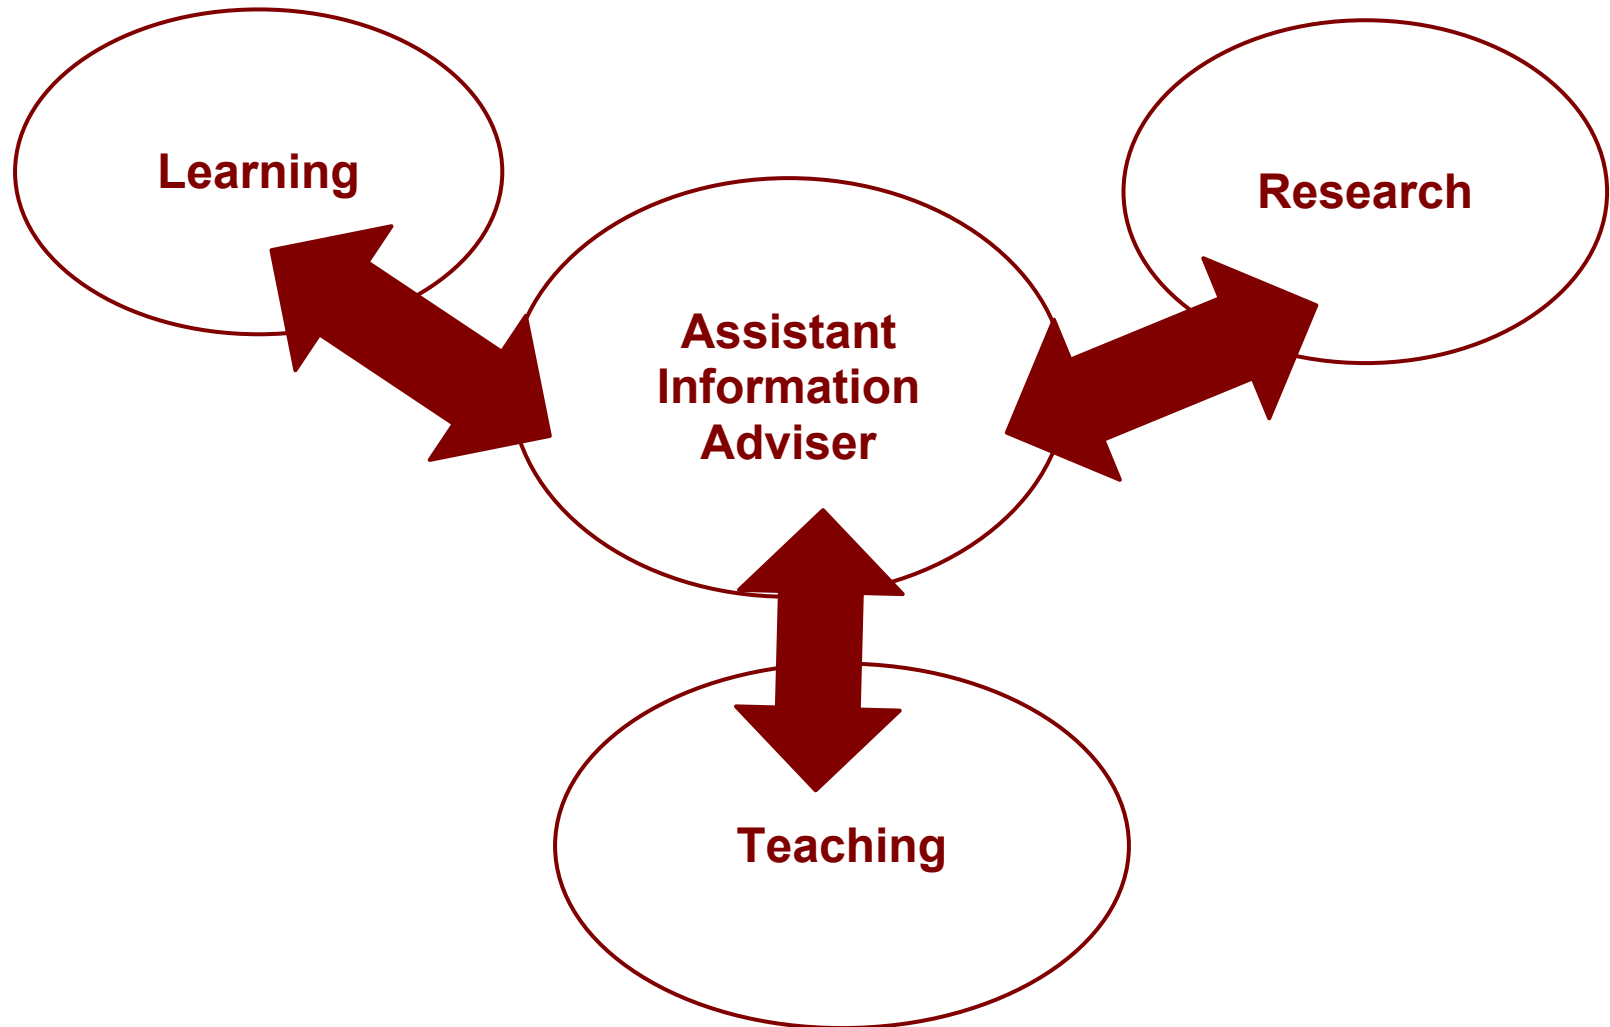 Learning
Research
Assistant
Information
Adviser
Teaching